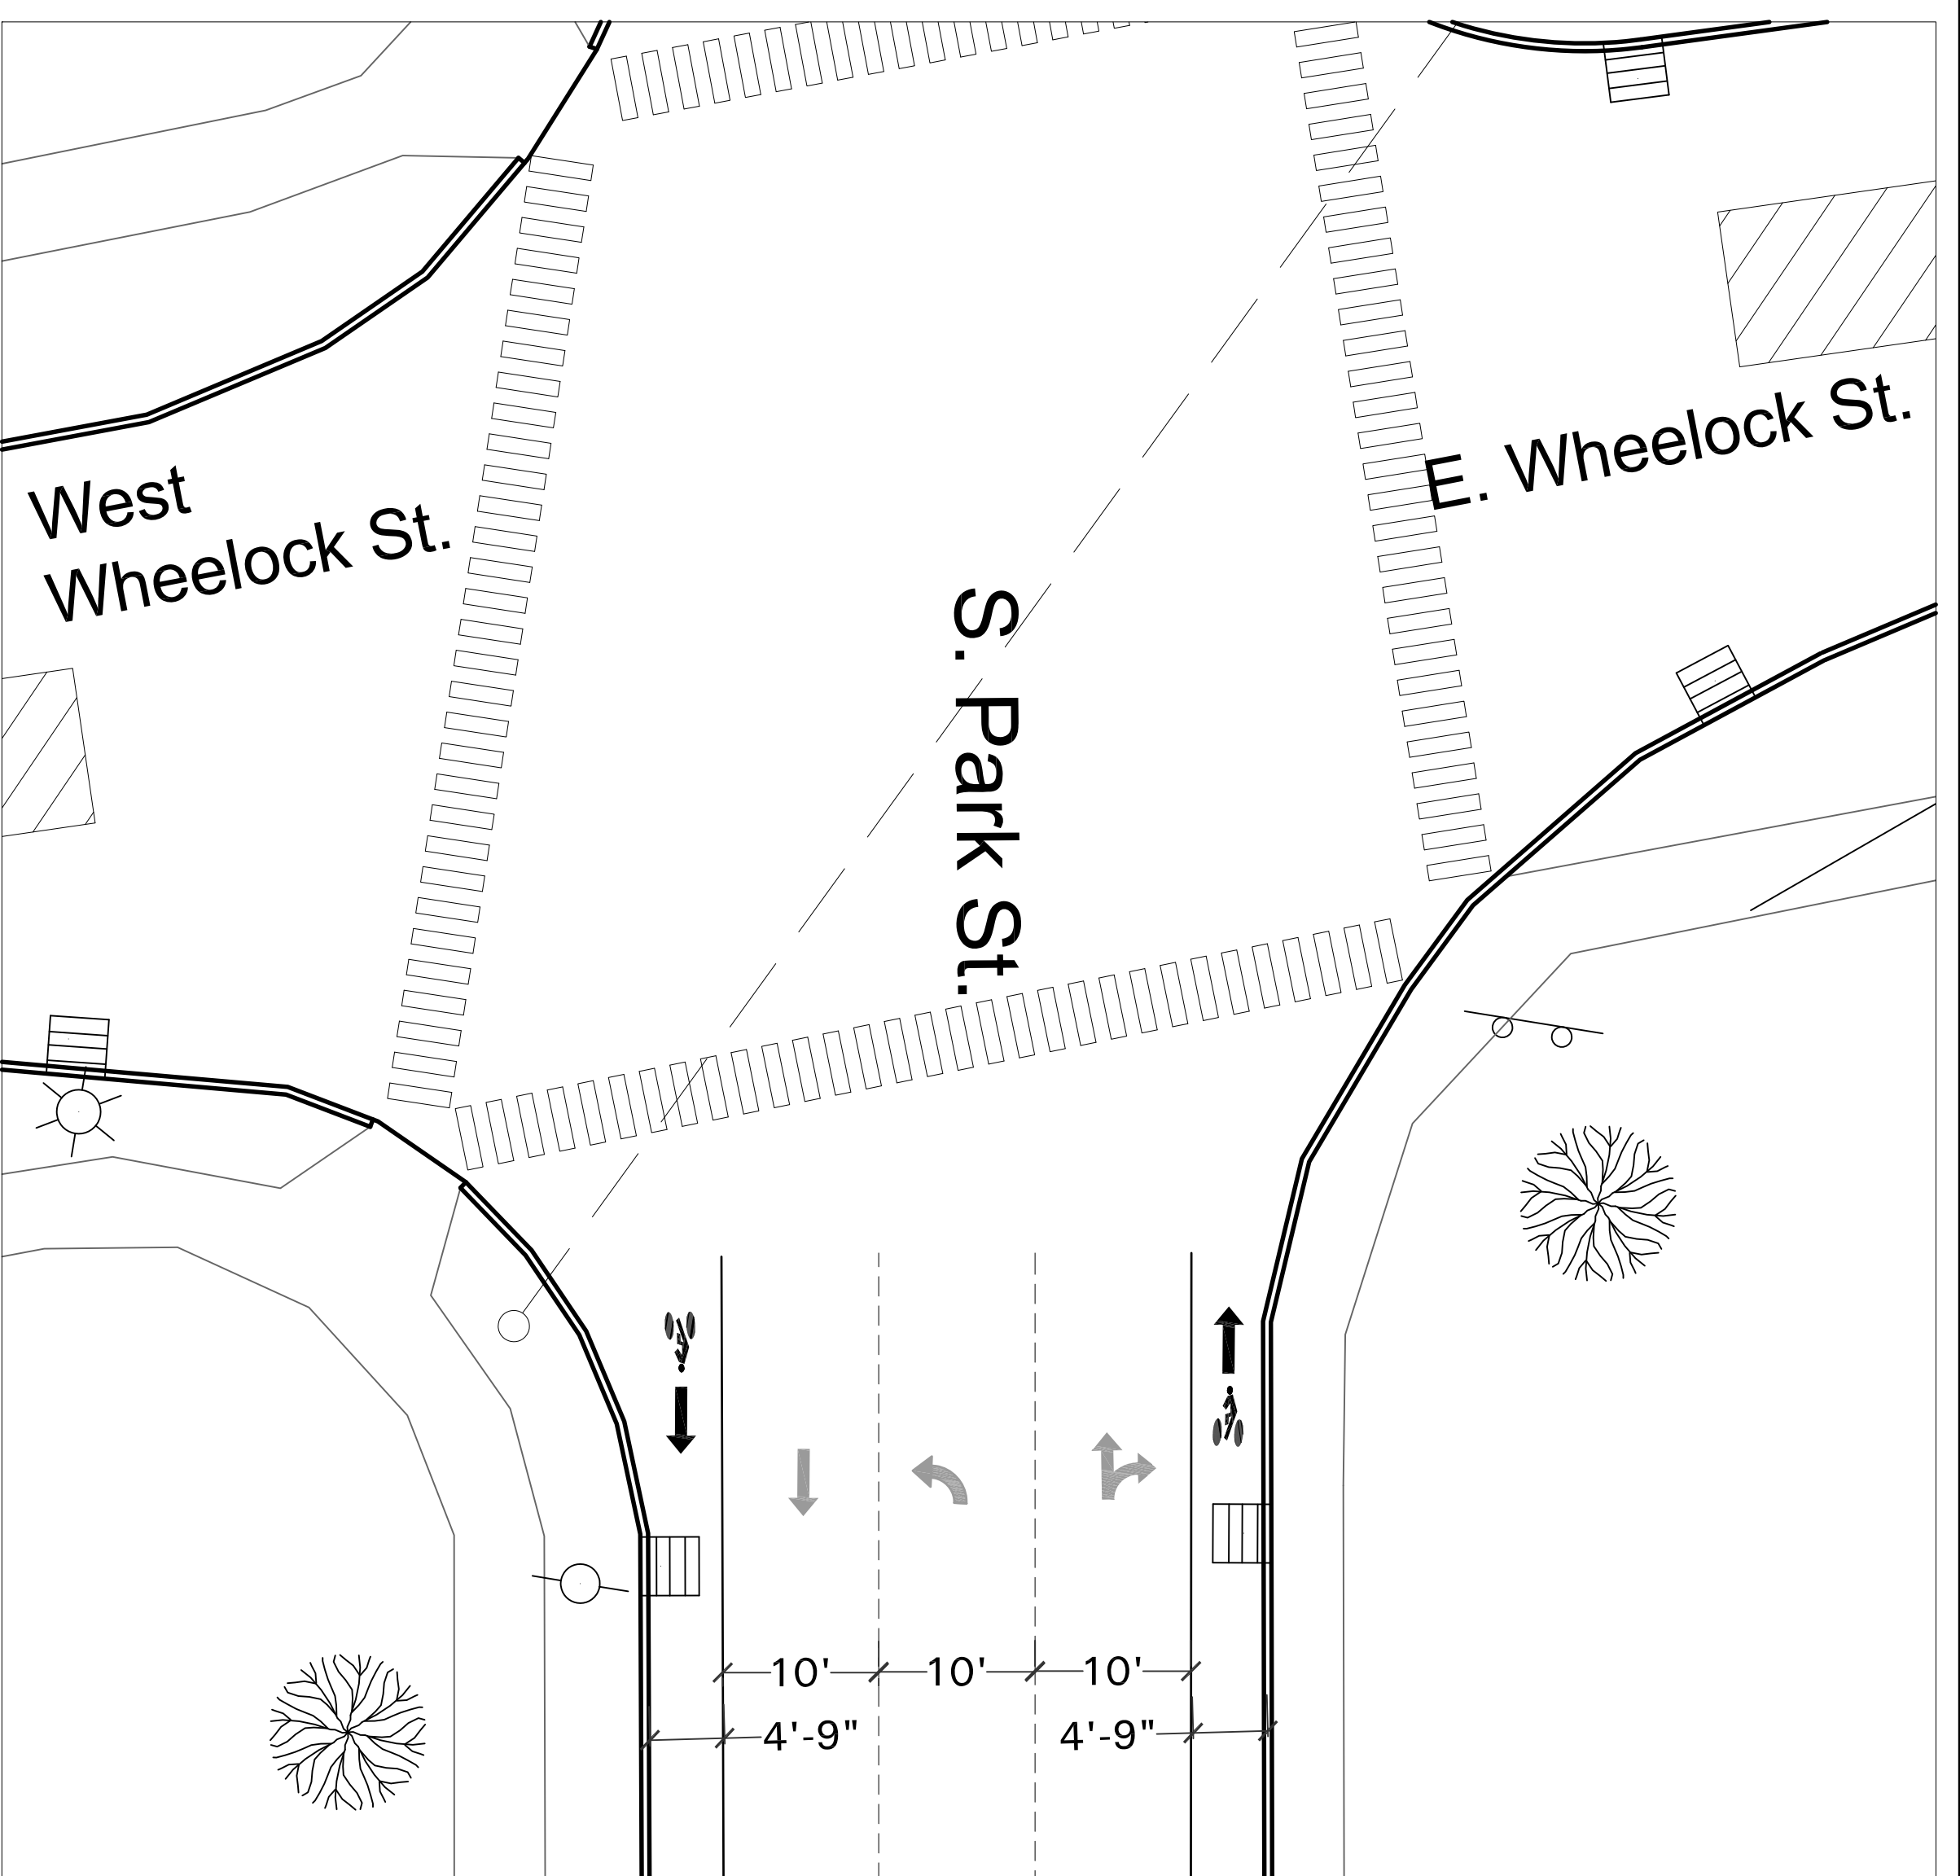 West
Wheelock St.
E. Wheelock St.
S. Park St.
10' 10' 10'
4'-9" 4'-9"